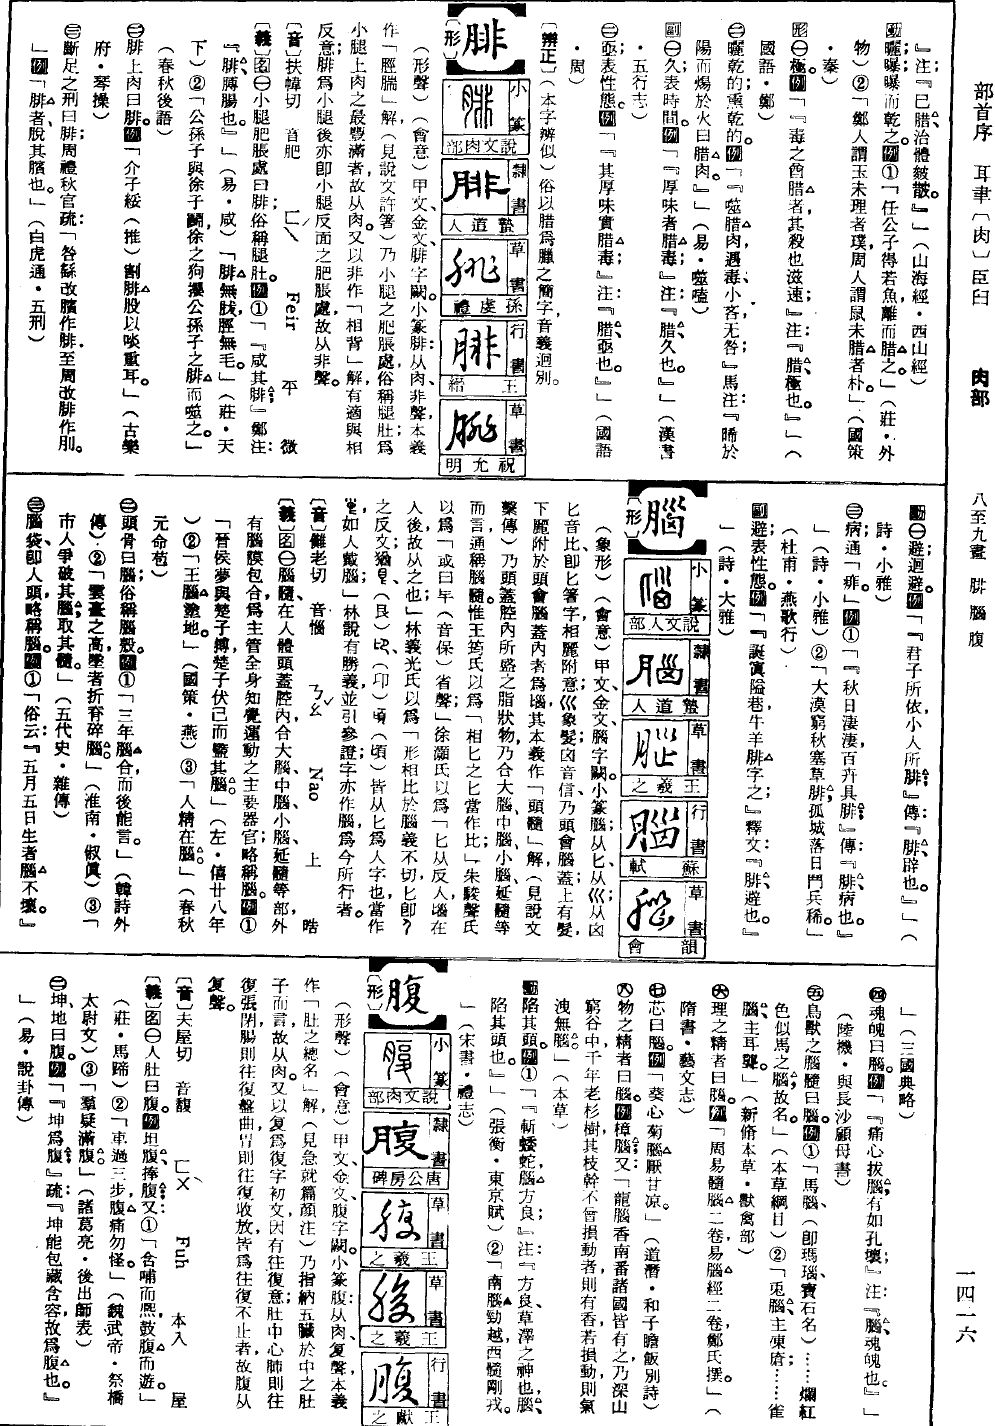 部首序　耳聿〔肉〕臣臼　肉部　八至九畫　腓腦腹　一四二六
』注：『已腊治體皴散。』」（山海經・西山經）
動曬；曝；曝而乾之。例①「任公子得若魚，離而腊之。」（莊・外
物）②「鄭人謂玉未理者璞，周人謂鼠未腊者朴。」（國策
・秦）
形㊀極。例「『毒之酋腊者，其殺也滋速』注：『腊，極也。』」（
國語・鄭）
㊁曬乾的；熏乾的。例「『噬腊肉，遇毒，小吝，无咎』馬注：『晞於
陽而煬於火曰腊肉。』」（易・噬嗑）
副㊀久；表時間。例「『厚味者腊毒』注：『腊，久也。』」（漢書
・五行志）
㊁亟；表性態。例「『其厚味實腊毒』注：『腊，亟也。』」（國語
・周）
〔辨正〕（本字辨似）俗以腊爲臘之簡字，音義迥別。
腓
〔形〕
小篆　說文肉部
隸書　蟄道人
草書　孫虔禮
行書　王縉
草書　祝允明
（形聲）（會意）甲文、金文、腓字闕。小篆腓：从肉，非聲，本義
作「脛腨」解（見說文許箸）乃小腿之肥脹處，俗稱腿肚；爲
小腿上肉之最豐滿者，故从肉。又以非作「相背」解，有適與相
反意，腓爲小腿後亦卽小腿反面之肥脹處，故从非聲。
〔音〕扶韓切　音肥　ㄈㄟˊ　Feir　平　微
〔義〕名㊀小腿肥脹處曰腓；俗稱腿肚。例①「『咸其腓』鄭注：
『腓，膊腸也。』」（易・咸）「腓無胈，脛無毛。」（莊・天
下）②「公孫子與徐子鬬，徐之狗攫公孫子之腓而噬之」
（春秋後語）
㊁腓上肉曰腓。例「介子綏（推）割腓股以啖重耳。」（古樂
府・琴操）
㊂斷足之刑曰腓；周禮秋官疏：「咎繇改臏作腓，至周改腓作刖。
」例「腓者，脫其臏也。」（白虎通・五刑）
動㊀避；迴避。例「『君子所依，小人所腓』傳：『腓，辟也。』」（
詩・小雅）
㊁病；通「痱」。例①「『秋日淒淒，百卉具腓』傳：『腓，病也。』
」（詩・小雅）②「大漠窮秋塞草腓，孤城落日鬥兵稀。」
（杜甫・燕歌行）
副避；表性態。例「『誕寘隘巷，牛羊腓字之』釋文：『腓，避也。』
」（詩・大雅）
腦
〔形〕
小篆　說文人部
隸書　蟄道人
草書　王羲之
行書　蘇軾
草書　韻會
（象形）（會意）甲文、金文、腦字闕。小篆腦：从匕、从巛、从囟
匕音比，卽匕箸字，相麗附意；巛象髮；囟音信，乃頭會腦蓋；上有髮，
下麗附於頭會腦蓋內者爲𡿺，其本義作「頭髓」解（見說文
繫傳）乃頭蓋腔內所盛之脂狀物，乃合大腦、中腦、小腦、延髓等
而言，通稱腦髓。惟王筠氏以爲「相匕之匕當作比」朱駿聲氏
以爲「或曰𠤏（音保）省聲」徐灝氏以爲「匕从反人，𡿺在
人後，故从之也」林義光氏以爲「形相比於腦義不切，匕卽？
之反文，猶𥃩（艮）、𠨐（卬）、頃（頃）皆从匕爲人字也，當作
，如人戴腦」林說有勝義，並引參證，字亦作腦，爲今所行者。
〔音〕難老切　音惱　ㄋㄠ　Nao　上　晧
〔義〕名㊀腦髓，在人體頭蓋腔內，合大腦、中腦、小腦、延髓等部，外
有腦膜包合，爲主管全身知覺運動之主要器官，略稱腦。例①
「晉侯夢與楚子搏，楚子伏己而盬其腦。」（左・僖廿八年
）②「王腦塗地。」（國策・燕）③「人精在腦。」（春秋
元命苞）
㊁頭骨曰腦；俗稱腦殼。例①「三年腦合而後能言。」（韓詩外
傳）②「雲臺之高，墮者折脊碎腦。」（淮南・俶眞）③「
市人爭破其腦，取其髓。」（五代史・雜傳）
㊂腦袋，卽人頭；略稱腦。例①「俗云：『五月五日生者，腦不壞』
」（三國典略）
㊃魂魄曰腦。例「『痛心拔腦，有如孔壞』注：『腦，魂魄也。』」
（陸機・與長沙顧母書）
㊄鳥獸之腦髓曰腦。例①「馬腦（卽瑪瑙，寶石名）……爛紅
色似馬之腦，故名。」（本草綱目）②「兎腦，主凍瘡……雀
腦，主耳聾。」（新脩本草・獸禽部）
㊅理之精者曰腦。例「周易髓腦二卷，易腦經二卷，鄭氏撰。」（
隋書・藝文志）
㊆芯曰腦。例「葵心菊腦厭甘凉。」（道潛・和子瞻飯別詩）
㊇物之精者曰腦。例樟腦。又：「龍腦香，南番諸國皆有之，乃深山
窮谷中千年老杉樹，其枝幹不曾損動者則有香，若損動則氣
洩無腦。」（本草）
動陷其頭。例①「『斬蜲蛇，腦方良』注：『方良，草澤之神也。腦，
陷其頭也。』」（張衡・東京賦）②「南腦勁越，西髓剛戎。
」（宋書・禮志）
腹
〔形〕
小篆　說文肉部
隸書　唐公房碑
草書　王羲之
草書　王羲之
行書　王獻之
（形聲）（會意）甲文、金文、腹字闕。小篆腹：从肉，复聲，本義
作「肚之總名」解（見急就篇顏注）乃指納五臟於中之肚
子而言，故从肉。又以复爲復字初文，因有往復意，肚中心肺則往
復張閉，腸則往復盤曲，胃則往復收放，皆爲往復不止者，故腹从
复聲。
〔音〕夫屋切　音馥　ㄈㄨˋ　Fuh　本入　屋
〔義〕名㊀人肚曰腹。例坦腹、捧腹。又：①「含哺而熙，鼓腹而遊。」
（莊・馬蹄）②「車過三步，腹痛勿怪。」（魏武帝・祭橋
太尉文）③「羣疑滿腹。」（諸葛亮・後出師表）
㊁坤；地曰腹。例「『坤爲腹』疏：『坤能包藏含容，故爲腹也。』
」（易・說卦傳）